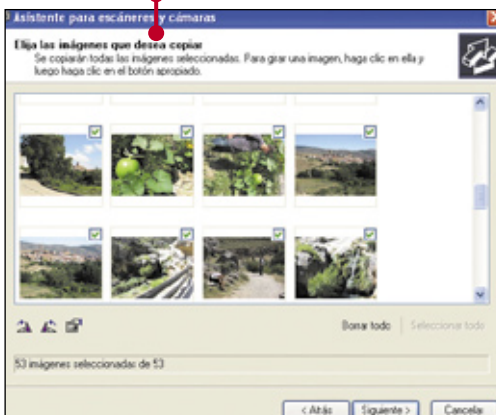 Asistente para escáneres y cámaras
Elija las imágenes que desea copiar
Se copiarán todas las imágenes seleccionadas. Para girar una imagen, haga clic en ella y
luego haga clic en el botón apropiado.
Borrar todo
Seleccionar todo
53 imágenes seleccionadas de 53
< Atrás
Siguiente >
Cancelar